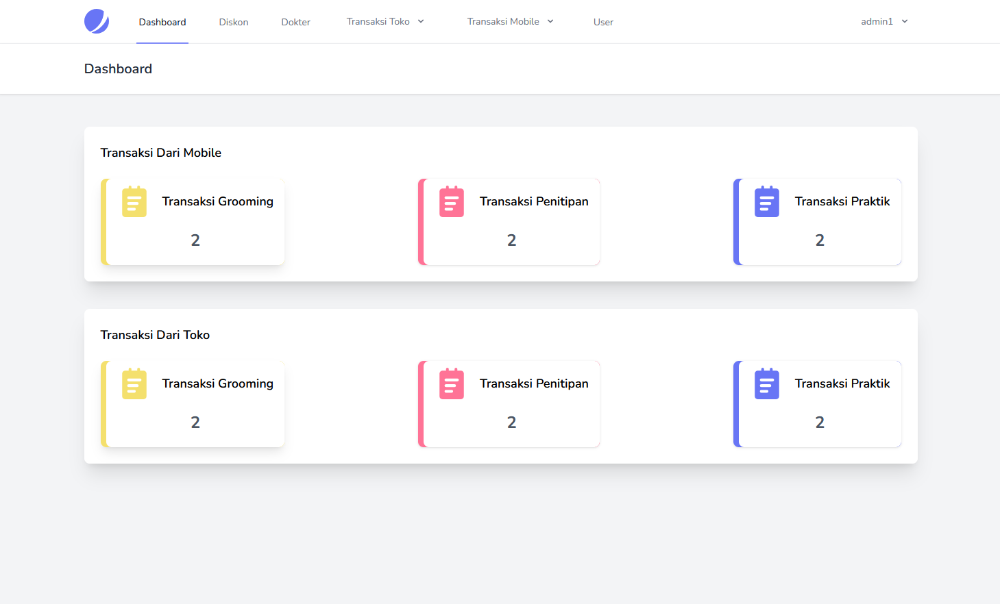 Dashboard Diskon Dokter Transaksi Toko Transaksi Mobile User admin1
Dashboard
Transaksi Dari Mobile
Transaksi Grooming
2
Transaksi Penitipan
2
Transaksi Praktik
2
Transaksi Dari Toko
Transaksi Grooming
2
Transaksi Penitipan
2
Transaksi Praktik
2